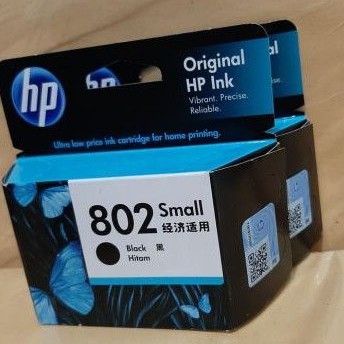 hp
Original
HP Ink
Vibrant. Precise.
Reliable.
Ultra low price ink cartridge for home printing.
802 Small
经济适用
Black 黑
Hitam